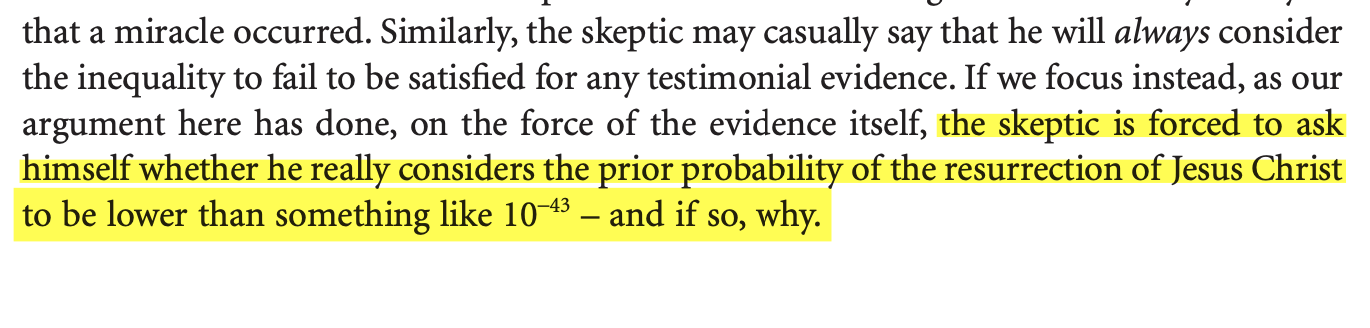 that a miracle occurred. Similarly, the skeptic may casually say that he will always consider
the inequality to fail to be satisfied for any testimonial evidence. If we focus instead, as our
argument here has done, on the force of the evidence itself, the skeptic is forced to ask
himself whether he really considers the prior probability of the resurrection of Jesus Christ
to be lower than something like 10⁻⁴³ – and if so, why.